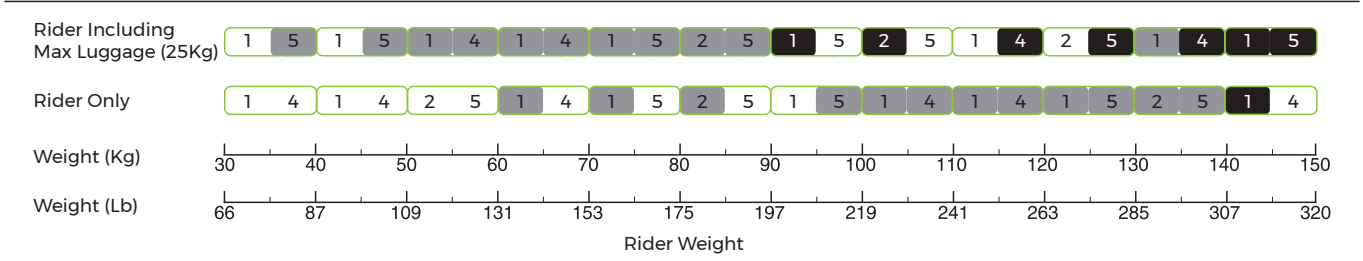 Rider Including
Max Luggage (25Kg)
1 5 1 5 1 4 1 4 1 5 2 5 1 5 2 5 1 4 2 5 1 4 1 5
Rider Only
1 4 1 4 2 5 1 4 1 5 2 5 1 5 1 4 1 4 1 5 2 5 1 4
Weight (Kg)
30 40 50 60 70 80 90 100 110 120 130 140 150
Weight (Lb)
66 87 109 131 153 175 197 219 241 263 285 307 320
Rider Weight